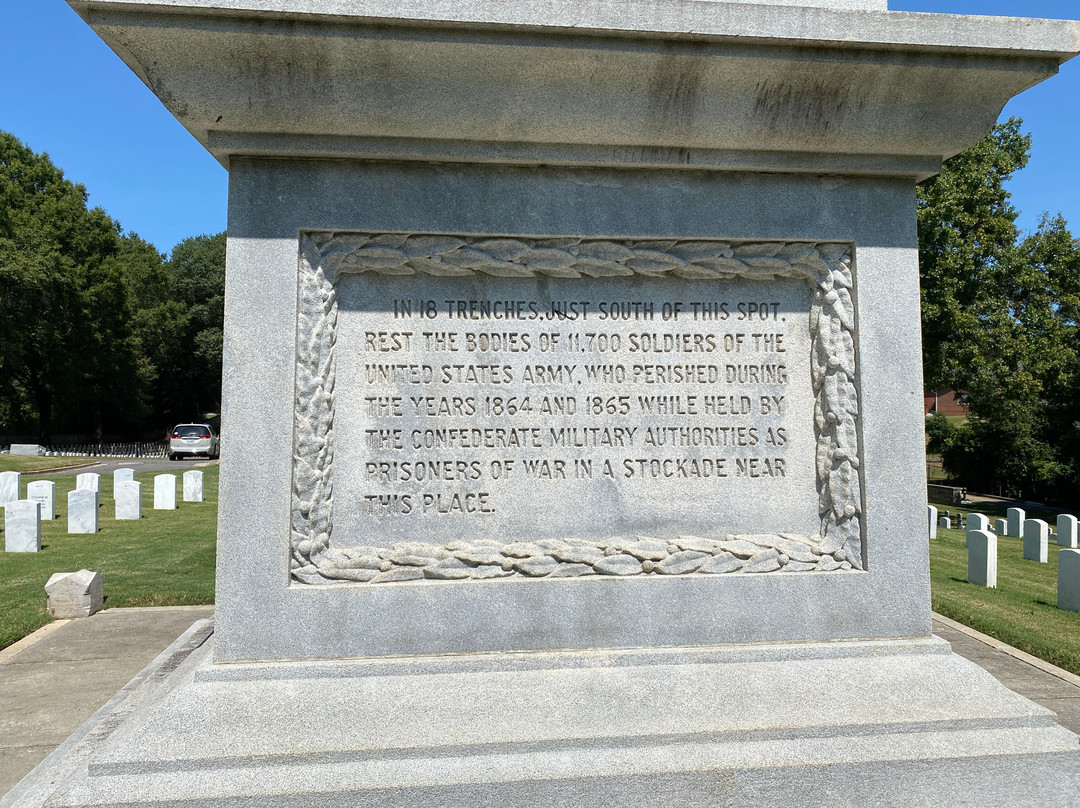 IN 18 TRENCHES, JUST SOUTH OF THIS SPOT,
REST THE BODIES OF 11,700 SOLDIERS OF THE
UNITED STATES ARMY, WHO PERISHED DURING
THE YEARS 1864 AND 1865 WHILE HELD BY
THE CONFEDERATE MILITARY AUTHORITIES AS
PRISONERS OF WAR IN A STOCKADE NEAR
THIS PLACE.